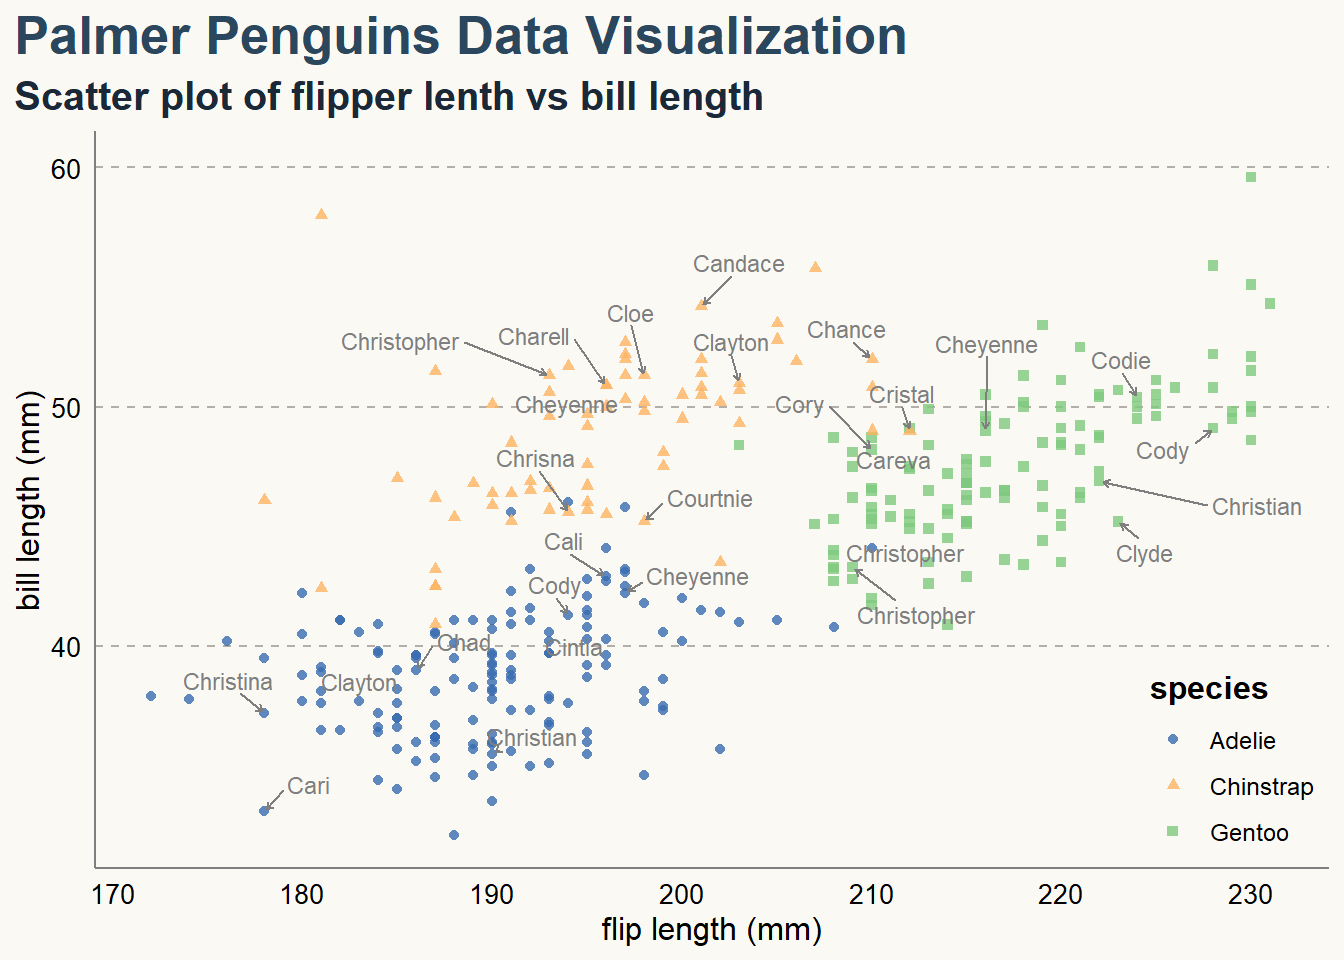 Palmer Penguins Data Visualization
Scatter plot of flipper lenth vs bill length
60
50
40
bill length (mm)
Candace
Cloe
Christopher
Charell
Clayton
Chance
Cheyenne
Codie
Cheyenne
Gory
Cristal
Cody
Chrisna
Careva
Courtnie
Christian
Cali
Christopher
Clyde
Cody
Cheyenne
Christopher
Chad
Cintia
Christina
Clayton
Christian
Cari
species
Adelie
Chinstrap
Gentoo
170
180
190
200
210
220
230
flip length (mm)